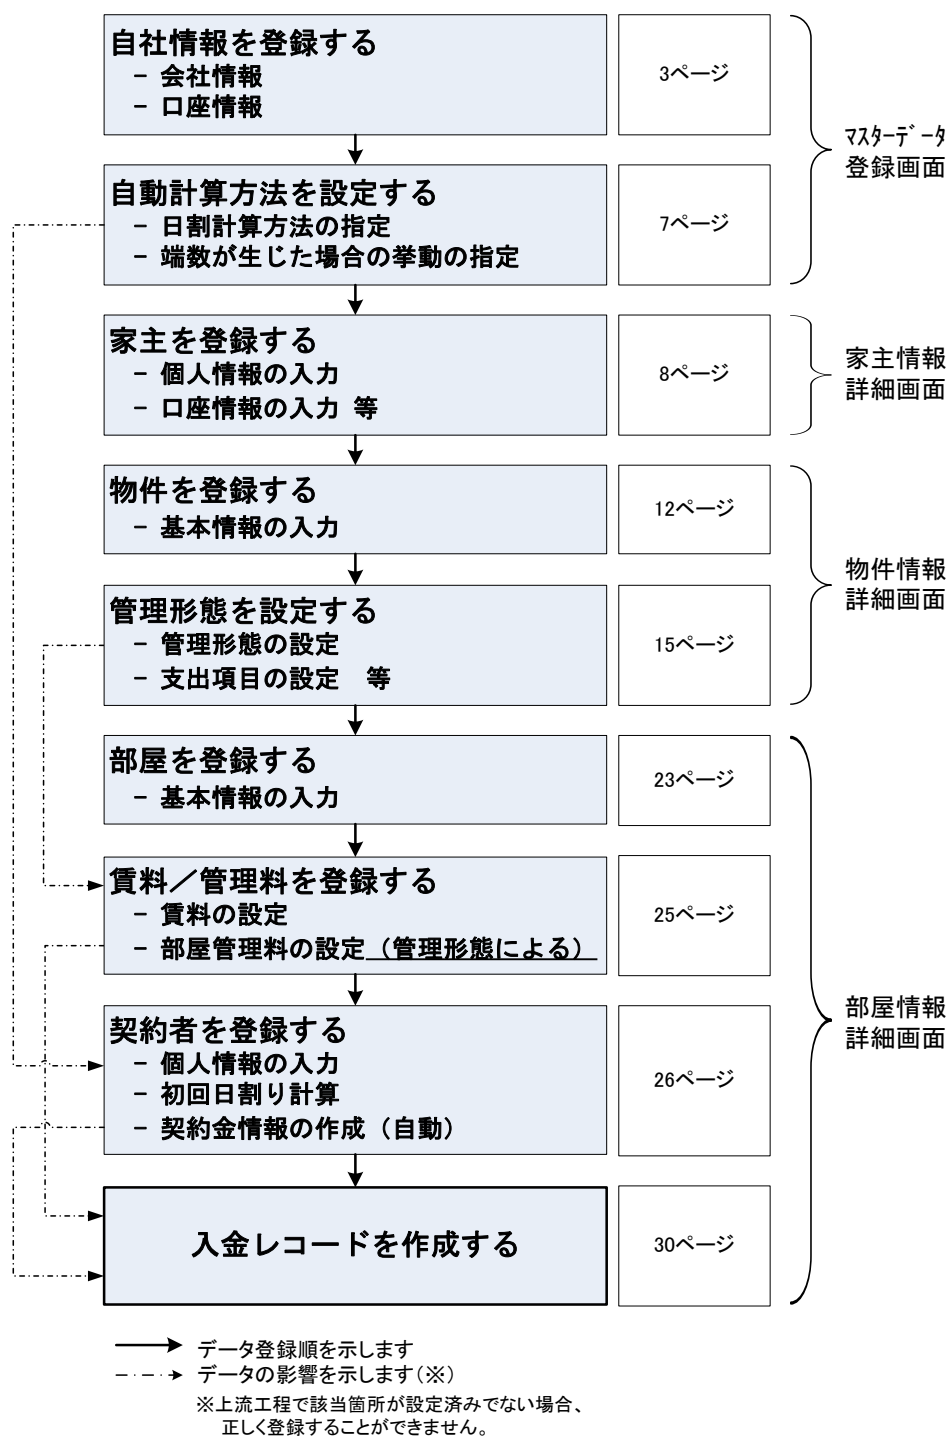 自社情報を登録する
－ 会社情報
－ 口座情報
3ページ
マスターデータ
登録画面
自動計算方法を設定する
－ 日割計算方法の指定
－ 端数が生じた場合の挙動の指定
7ページ
家主を登録する
－ 個人情報の入力
－ 口座情報の入力 等
8ページ
家主情報
詳細画面
物件を登録する
－ 基本情報の入力
12ページ
物件情報
詳細画面
管理形態を設定する
－ 管理形態の設定
－ 支出項目の設定　等
15ページ
部屋を登録する
－ 基本情報の入力
23ページ
賃料／管理料を登録する
－ 賃料の設定
－ 部屋管理料の設定（管理形態による）
25ページ
部屋情報
詳細画面
契約者を登録する
－ 個人情報の入力
－ 初回日割り計算
－ 契約金情報の作成（自動）
26ページ
入金レコードを作成する
30ページ
データ登録順を示します
データの影響を示します（※）
※上流工程で該当箇所が設定済みでない場合、
正しく登録することができません。